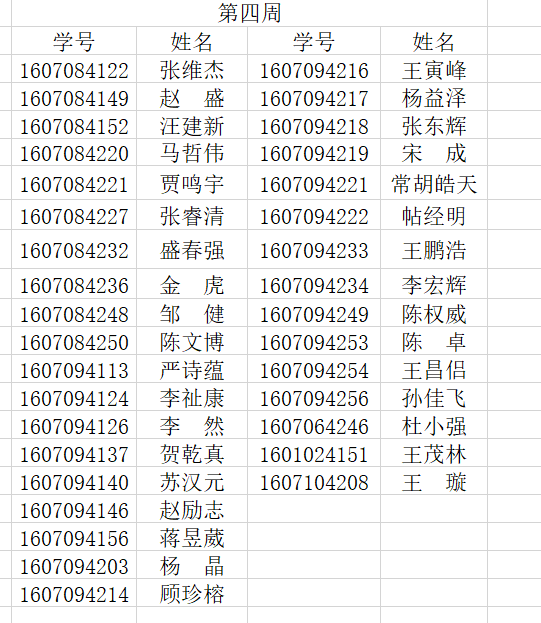 第四周
学号 姓名 学号 姓名
1607084122 张维杰 1607094216 王寅峰
1607084149 赵　盛 1607094217 杨益泽
1607084152 汪建新 1607094218 张东辉
1607084220 马哲伟 1607094219 宋　成
1607084221 贾鸣宇 1607094221 常胡皓天
1607084227 张睿清 1607094222 帖经明
1607084232 盛春强 1607094233 王鹏浩
1607084236 金　虎 1607094234 李宏辉
1607084248 邹　健 1607094249 陈权威
1607084250 陈文博 1607094253 陈　卓
1607094113 严诗蕴 1607094254 王昌侣
1607094124 李祉康 1607094256 孙佳飞
1607094126 李　然 1607064246 杜小强
1607094137 贺乾真 1601024151 王茂林
1607094140 苏汉元 1607104208 王　璇
1607094146 赵励志
1607094156 蒋昱葳
1607094203 杨　晶
1607094214 顾珍榕